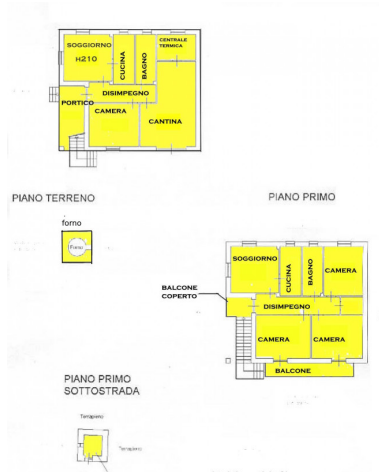 SOGGIORNO
H210
CUCINA
BAGNO
CENTRALE
TERMICA
DISIMPEGNO
PORTICO
CAMERA
CANTINA
PIANO TERRENO
PIANO PRIMO
forno
Forno
SOGGIORNO
CUCINA
BAGNO
CAMERA
BALCONE
COPERTO
DISIMPEGNO
CAMERA
CAMERA
BALCONE
PIANO PRIMO
SOTTOSTRADA
Terrapieno
Terrapieno